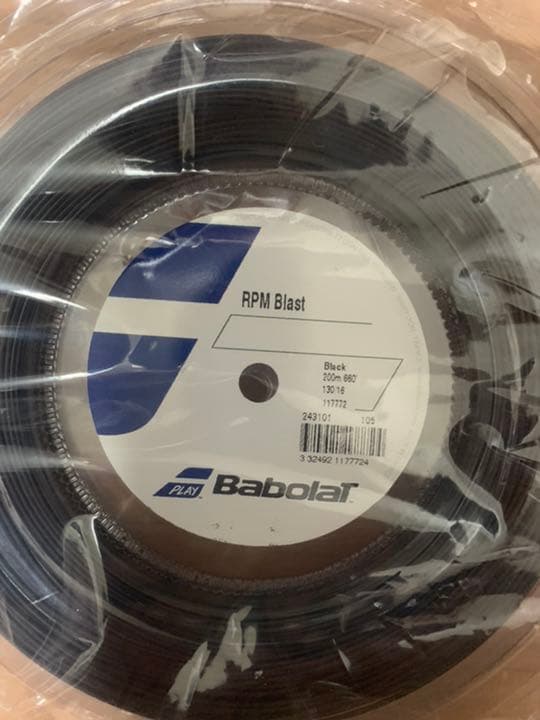 RPM Blast
Black
200m 660'
130/16
117772
243101 105
3 32492 1177724
PLAY Babolat